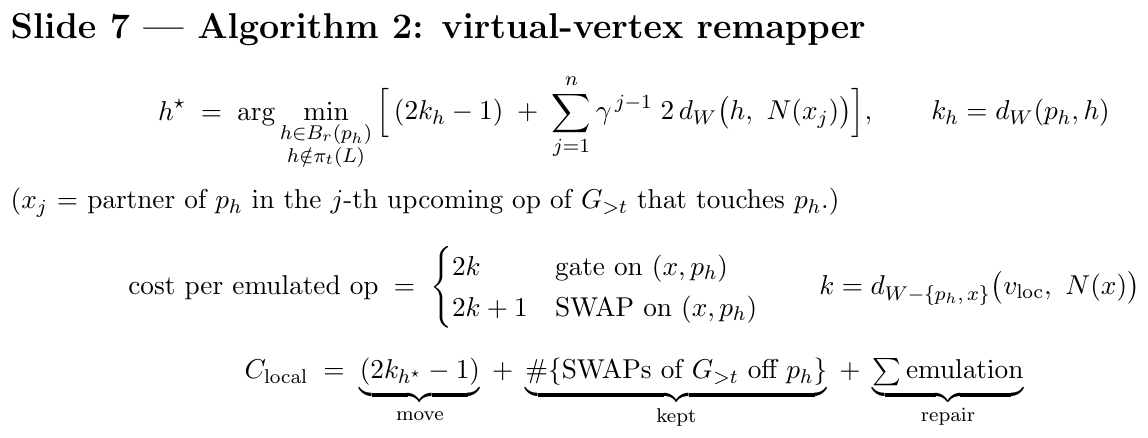 Slide 7 — Algorithm 2: virtual-vertex remapper
h⋆ = arg min_{h∈B_r(p_h), h∉π_t(L)} [ (2k_h − 1) + ∑_{j=1}^{n} γ^{j−1} 2 d_W(h, N(x_j)) ], k_h = d_W(p_h, h)
(x_j = partner of p_h in the j-th upcoming op of G_{>t} that touches p_h.)
cost per emulated op = { 2k gate on (x, p_h)
2k + 1 SWAP on (x, p_h) k = d_{W−{p_h, x}}(v_loc, N(x))
C_local = (2k_{h⋆} − 1) + #{SWAPs of G_{>t} off p_h} + ∑ emulation
move kept repair